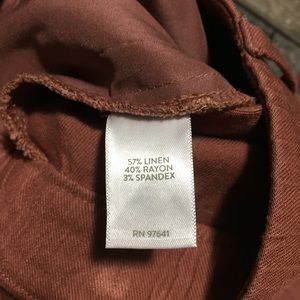 57% LINEN
40% RAYON
3% SPANDEX
RN 97641